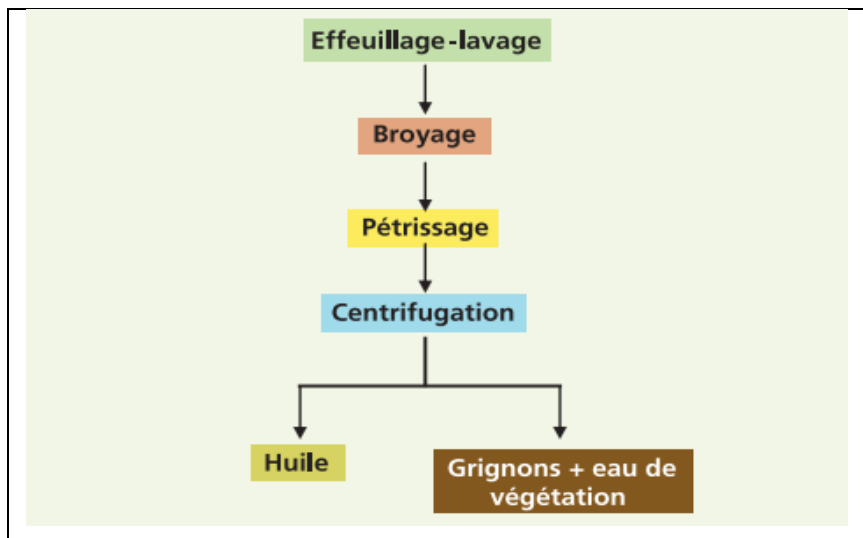 Effeuillage-lavage
Broyage
Pétrissage
Centrifugation
Huile
Grignons + eau de
végétation